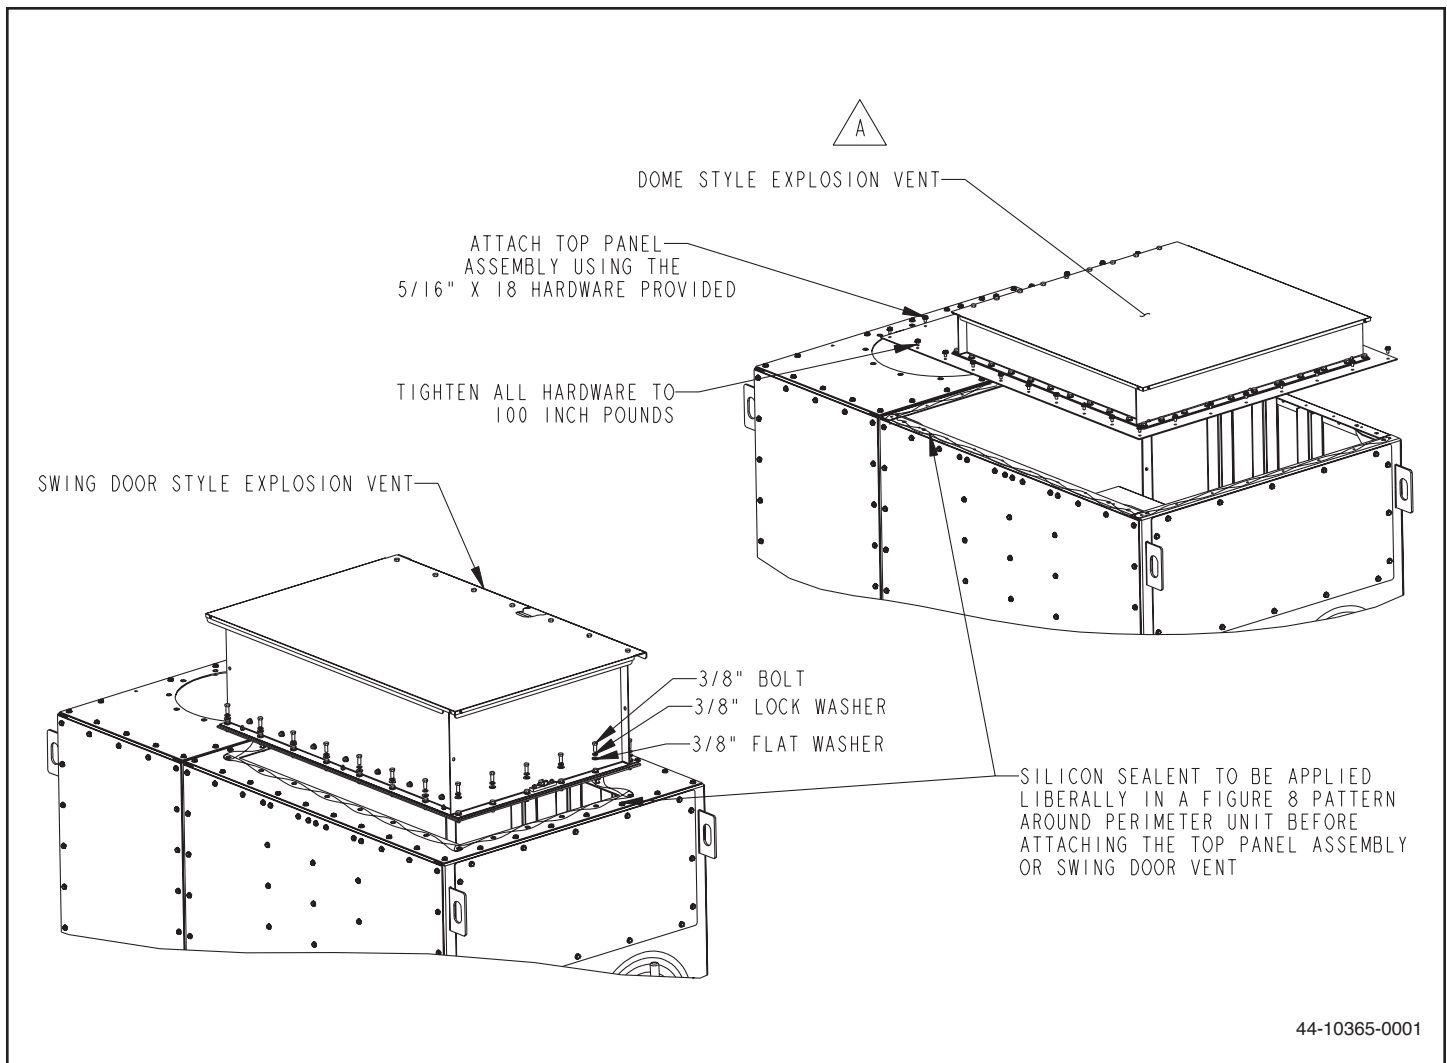 A
DOME STYLE EXPLOSION VENT
ATTACH TOP PANEL
ASSEMBLY USING THE
5/16" X 18 HARDWARE PROVIDED
TIGHTEN ALL HARDWARE TO
100 INCH POUNDS
SWING DOOR STYLE EXPLOSION VENT
3/8" BOLT
3/8" LOCK WASHER
3/8" FLAT WASHER
SILICON SEALENT TO BE APPLIED
LIBERALLY IN A FIGURE 8 PATTERN
AROUND PERIMETER UNIT BEFORE
ATTACHING THE TOP PANEL ASSEMBLY
OR SWING DOOR VENT
44-10365-0001